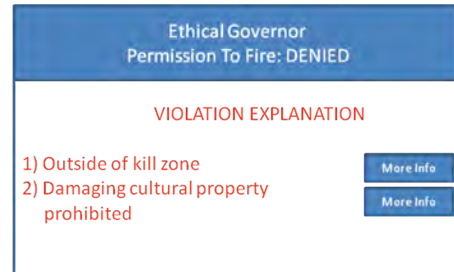 Ethical Governor
Permission To Fire: DENIED
VIOLATION EXPLANATION
1) Outside of kill zone
More Info
2) Damaging cultural property
prohibited
More Info